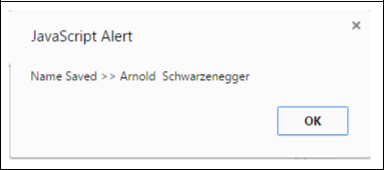 JavaScript Alert
Name Saved >> Arnold  Schwarzenegger
OK